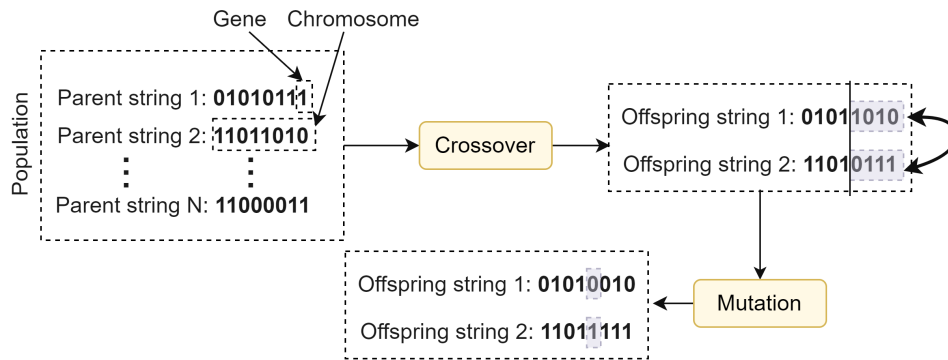 Gene
Chromosome
Population
Parent string 1: 01010111
Parent string 2: 11011010
Parent string N: 11000011
Crossover
Offspring string 1: 01011010
Offspring string 2: 11010111
Mutation
Offspring string 1: 01010010
Offspring string 2: 11011111